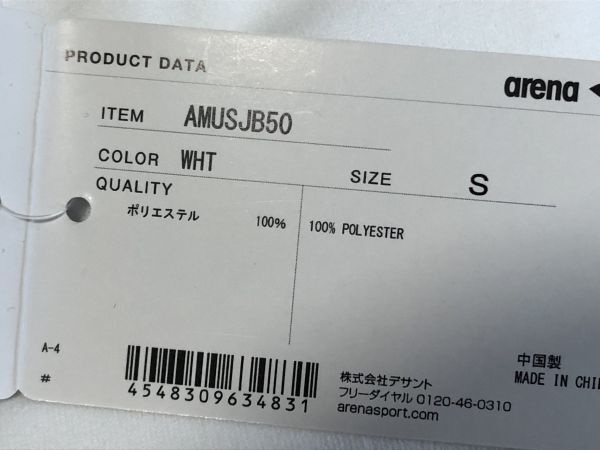 PRODUCT DATA
arena
ITEM AMUSJB50
COLOR WHT
SIZE S
QUALITY
ポリエステル 100%
100% POLYESTER
A-4
#
4548309634831
株式会社デサント
フリーダイヤル 0120-46-0310
arenasport.com
中国製
MADE IN CHI